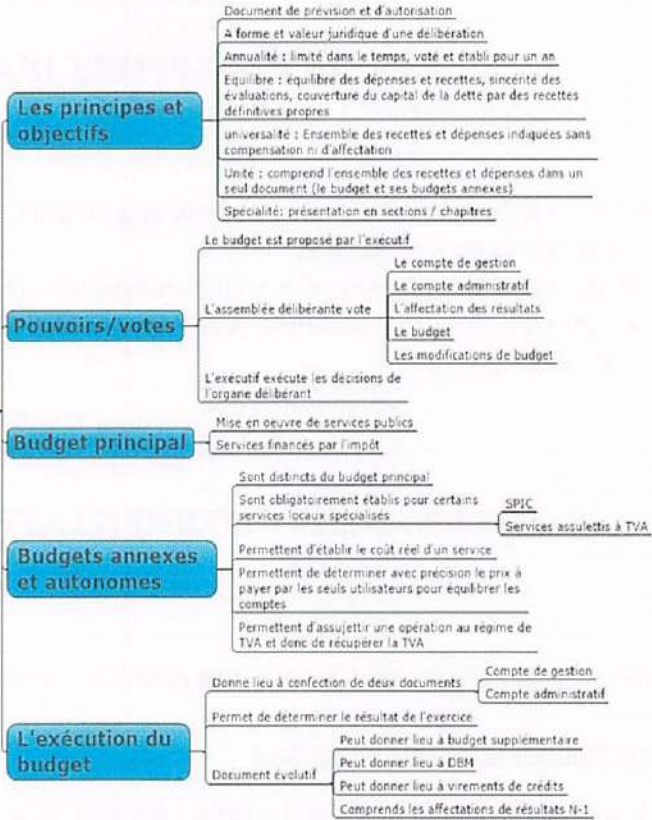 Document de prévision et d'autorisation
A forme et valeur juridique d'une délibération
Annualité : limité dans le temps, voté et établi pour un an
Equilibre : équilibre des dépenses et recettes, sincérité des
évaluations, couverture du capital de la dette par des recettes
définitives propres
universalité : Ensemble des recettes et dépenses indiquées sans
compensation ni d'affectation
Unité : comprend l'ensemble des recettes et dépenses dans un
seul document (le budget et ses budgets annexes)
Spécialité: présentation en sections / chapitres
Les principes et
objectifs
Le budget est proposé par l'exécutif
L'assemblée délibérante vote
Le compte de gestion
Le compte administratif
L'affectation des résultats
Le budget
Les modifications de budget
L'exécutif exécute les décisions de
l'organe délibérant
Pouvoirs/votes
Budget principal
Mise en oeuvre de services publics
Services financés par l'impôt
Sont distincts du budget principal
Sont obligatoirement établis pour certains
services locaux spécialisés
SPIC
Services assujettis à TVA
Permettent d'établir le coût réel d'un service
Permettent de déterminer avec précision le prix à
payer par les seuls utilisateurs pour équilibrer les
comptes
Permettent d'assujettir une opération au régime de
TVA et donc de récupérer la TVA
Budgets annexes
et autonomes
Donne lieu à confection de deux documents
Compte de gestion
Compte administratif
Permet de déterminer le résultat de l'exercice
Document évolutif
Peut donner lieu à budget supplémentaire
Peut donner lieu à DBM
Peut donner lieu à virements de crédits
Comprends les affectations de résultats N-1
L'exécution du
budget